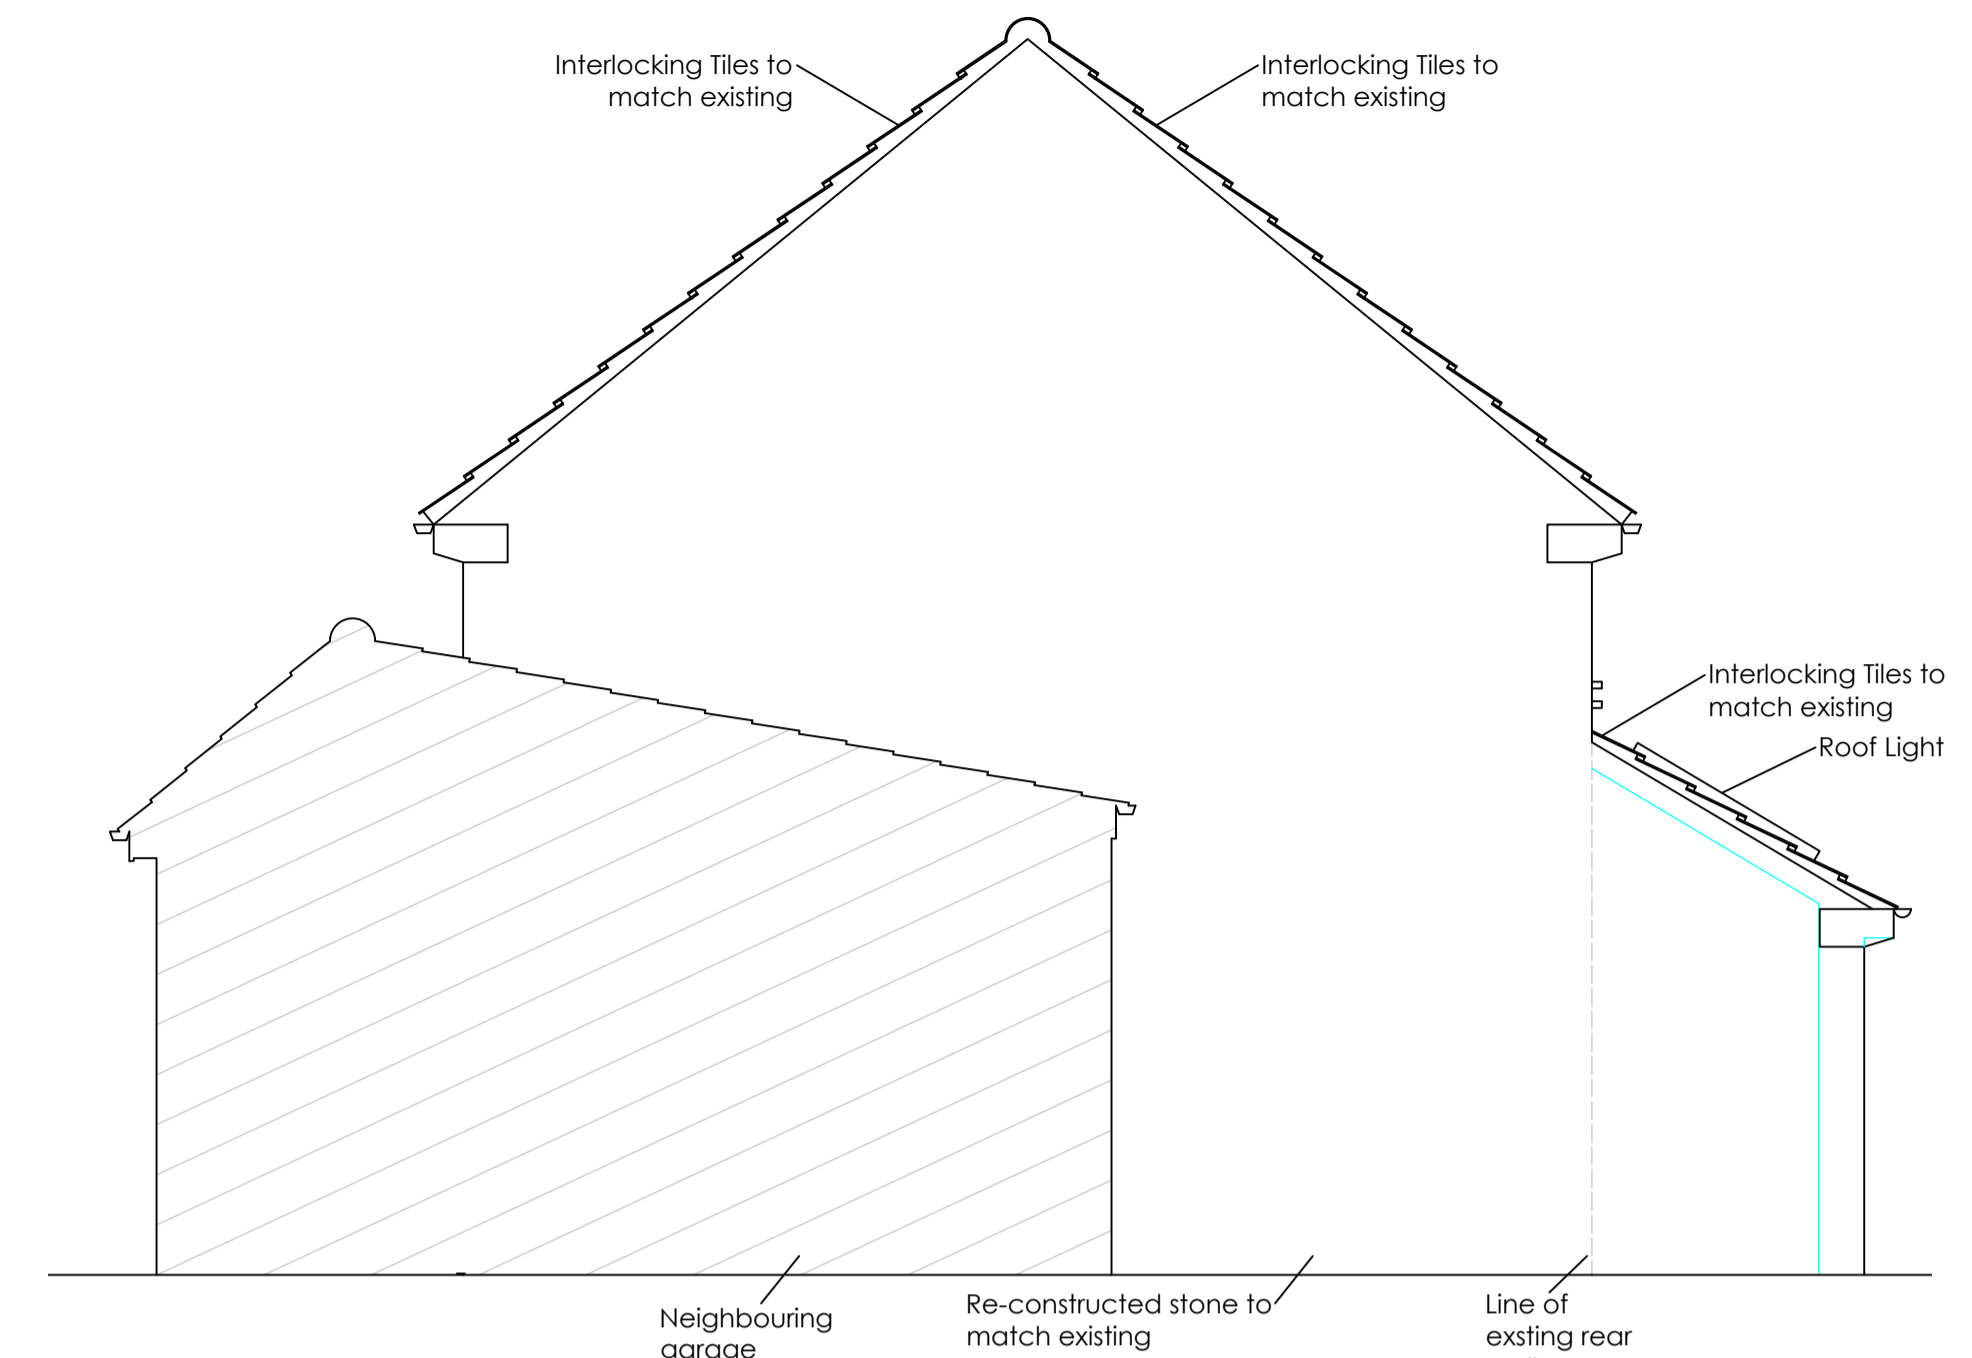 Interlocking Tiles to
match existing
Interlocking Tiles to
match existing
Interlocking Tiles to
match existing
Roof Light
Neighbouring
garage
Re-constructed stone to
match existing
Line of
exsting rear